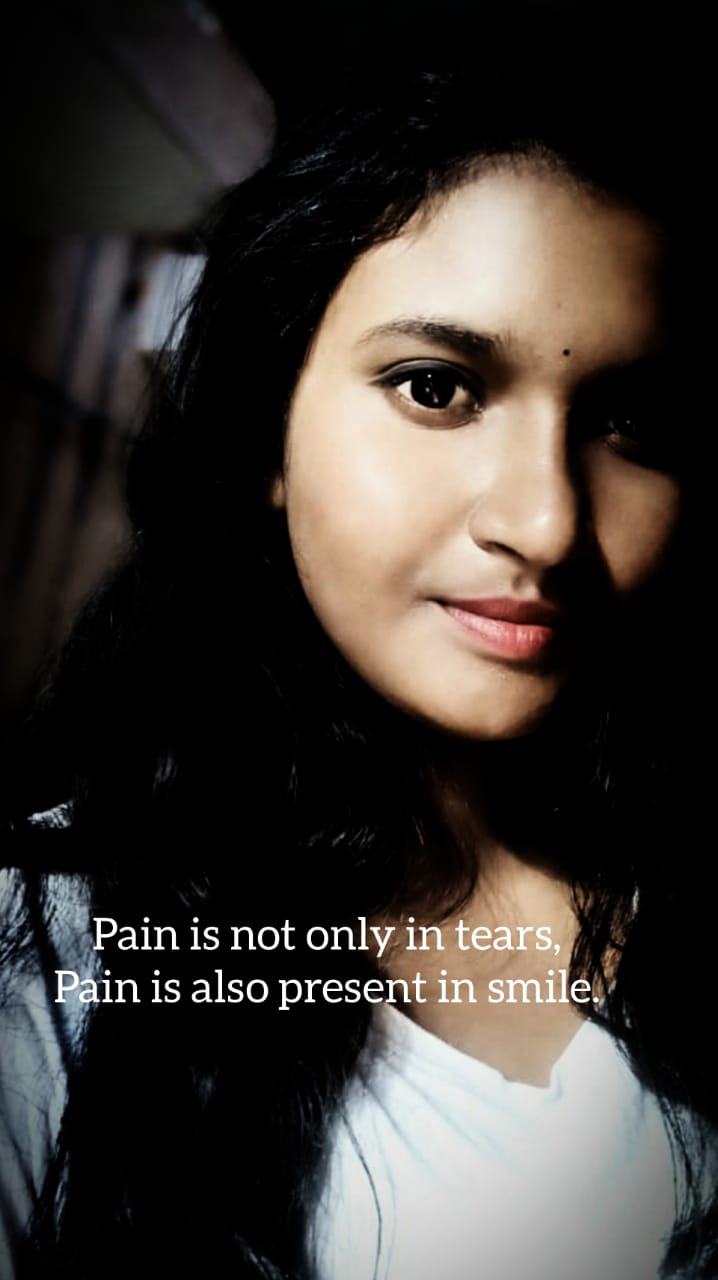 Pain is not only in tears,
Pain is also present in smile.